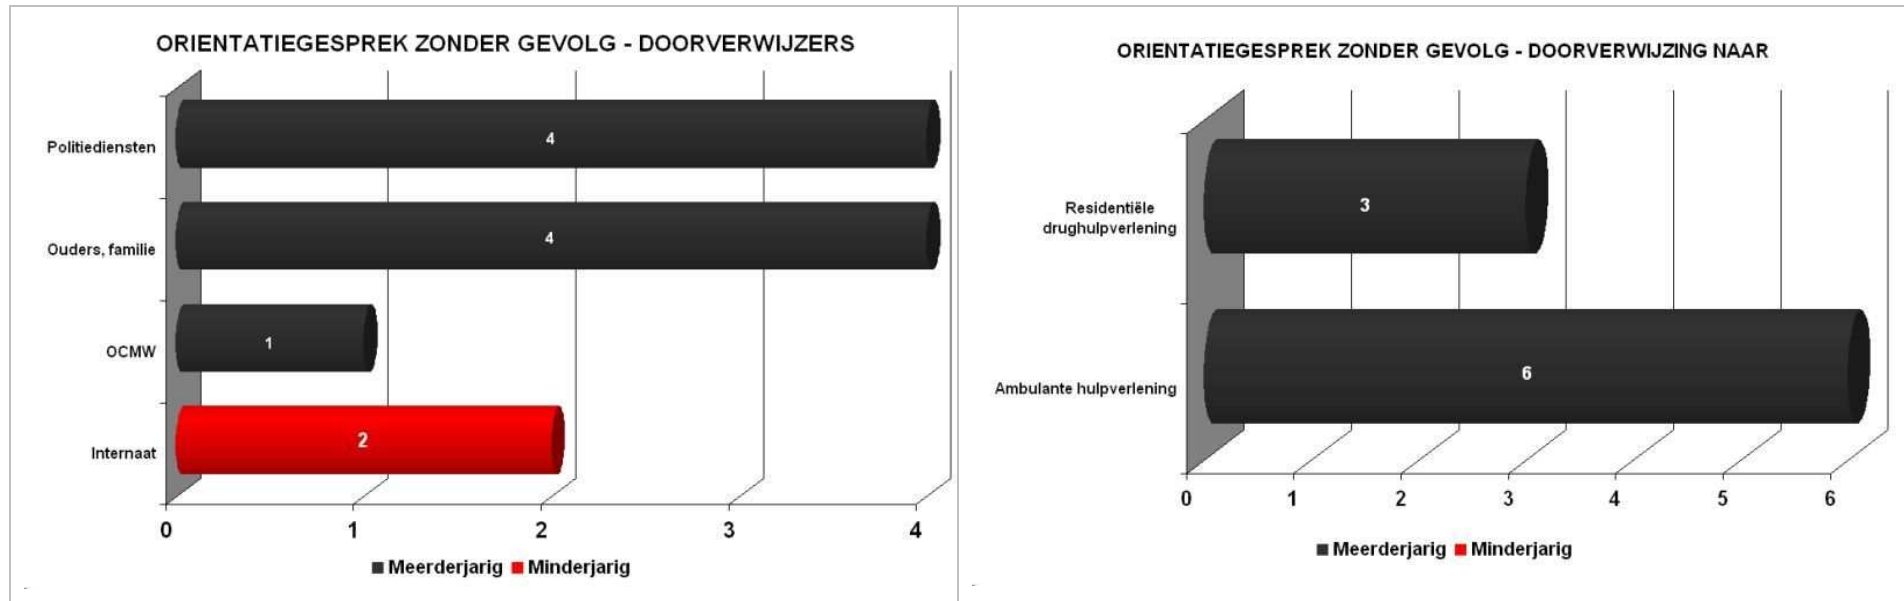 ORIENTATIEGESPREK ZONDER GEVOLG - DOORVERWIJZERS
Politiediensten
4
Ouders, familie
4
OCMW
1
Internaat
2
0 1 2 3 4
Meerderjarig Minderjarig
ORIENTATIEGESPREK ZONDER GEVOLG - DOORVERWIJZING NAAR
Residentiële
drughulpverlening
3
Ambulante hulpverlening
6
0 1 2 3 4 5 6
Meerderjarig Minderjarig